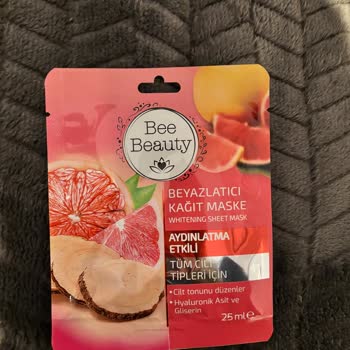 Bee
Beauty
BEYAZLATICI
KAĞIT MASKE
WHITENING SHEET MASK
AYDINLATMA
ETKİLİ
TÜM CİLT
TİPLERİ İÇİN
• Cilt tonunu düzenler
• Hyaluronik Asit ve
Gliserin
25 ml e